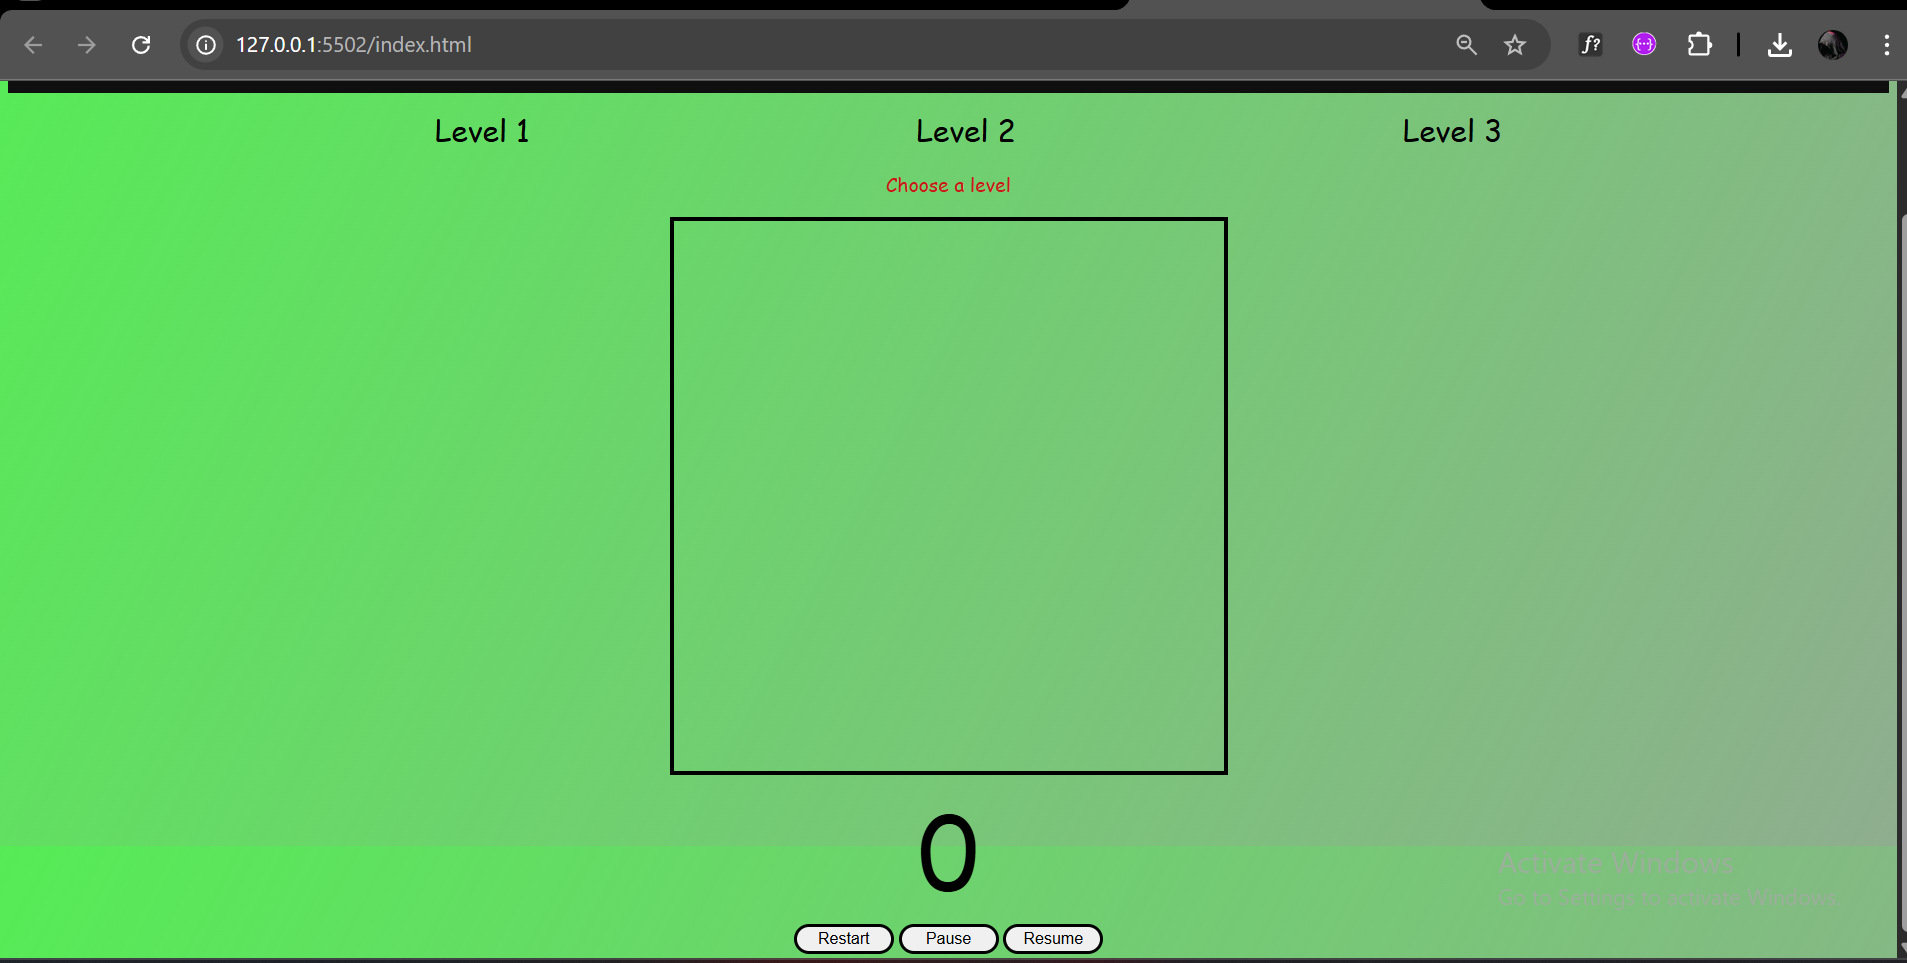 127.0.0.1:5502/index.html
f?
{··}
Level 1
Level 2
Level 3
Choose a level
0
Activate Windows
Go to Settings to activate Windows.
Restart
Pause
Resume